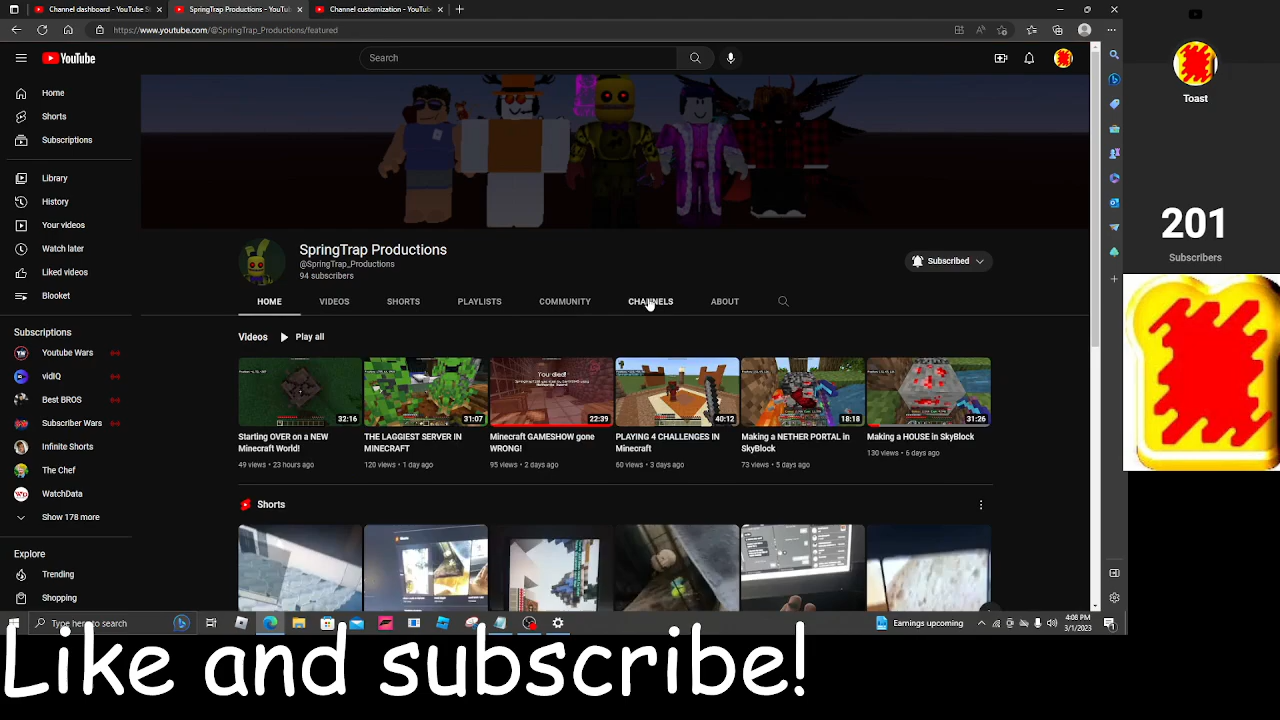 Channel dashboard - YouTube St
SpringTrap Productions - YouTub
Channel customization - YouTube
https://www.youtube.com/@SpringTrap_Productions/featured
YouTube
Search
Home
Shorts
Subscriptions
Library
History
Your videos
Watch later
Liked videos
Blooket
Subscriptions
Youtube Wars
vidIQ
Best BROS
Subscriber Wars
Infinite Shorts
The Chef
WatchData
Show 178 more
Explore
Trending
Shopping
SpringTrap Productions
@SpringTrap_Productions
94 subscribers
Subscribed
HOME VIDEOS SHORTS PLAYLISTS COMMUNITY CHANNELS ABOUT
Videos Play all
You died!
32:16
31:07
22:39
40:12
18:18
31:26
Starting OVER on a NEW
Minecraft World!
49 views • 23 hours ago
THE LAGGIEST SERVER IN
MINECRAFT
120 views • 1 day ago
Minecraft GAMESHOW gone
WRONG!
95 views • 2 days ago
PLAYING 4 CHALLENGES IN
Minecraft
60 views • 3 days ago
Making a NETHER PORTAL in
SkyBlock
73 views • 5 days ago
Making a HOUSE in SkyBlock
130 views • 6 days ago
Shorts
Toast
201
Subscribers
Type here to search
Earnings upcoming
4:08 PM
3/1/2023
Like and subscribe!